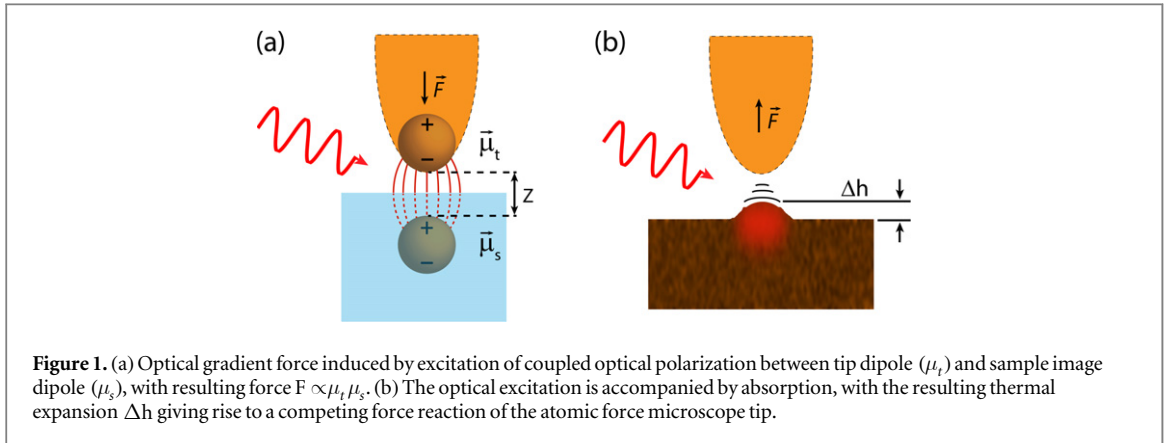 (a)
F⃗
+
−
μ⃗ₜ
Z
+
−
μ⃗ₛ
(b)
F⃗
Δh
Figure 1. (a) Optical gradient force induced by excitation of coupled optical polarization between tip dipole (μₜ) and sample image
dipole (μₛ), with resulting force F ∝μₜ μₛ. (b) The optical excitation is accompanied by absorption, with the resulting thermal
expansion Δh giving rise to a competing force reaction of the atomic force microscope tip.